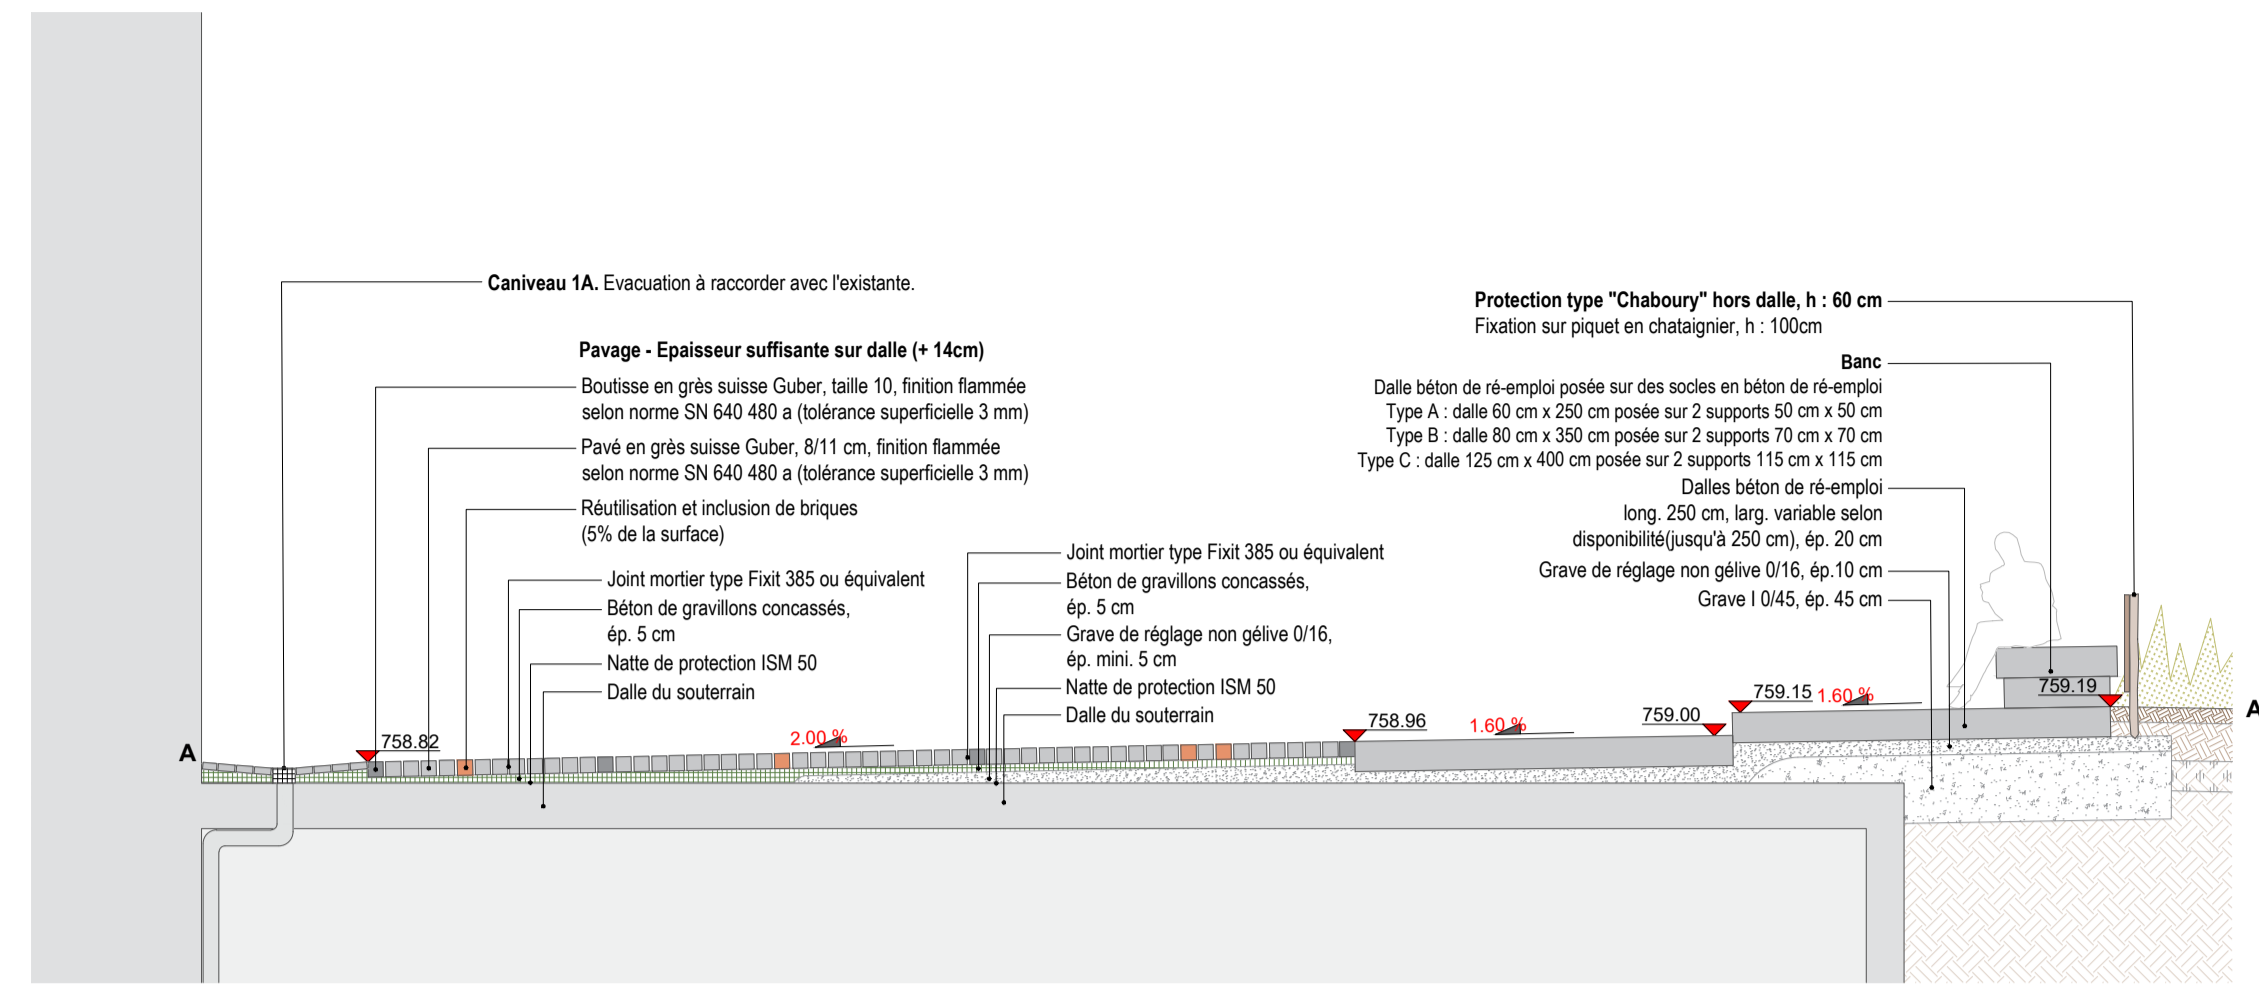 Caniveau 1A. Evacuation à raccorder avec l'existante.
Pavage - Epaisseur suffisante sur dalle (+ 14cm)
Boutisse en grès suisse Guber, taille 10, finition flammée
selon norme SN 640 480 a (tolérance superficielle 3 mm)
Pavé en grès suisse Guber, 8/11 cm, finition flammée
selon norme SN 640 480 a (tolérance superficielle 3 mm)
Réutilisation et inclusion de briques
(5% de la surface)
Joint mortier type Fixit 385 ou équivalent
Béton de gravillons concassés,
ép. 5 cm
Natte de protection ISM 50
Dalle du souterrain
Joint mortier type Fixit 385 ou équivalent
Béton de gravillons concassés,
ép. 5 cm
Grave de réglage non gélive 0/16,
ép. mini. 5 cm
Natte de protection ISM 50
Dalle du souterrain
Protection type "Chaboury" hors dalle, h : 60 cm
Fixation sur piquet en chataignier, h : 100cm
Banc
Dalle béton de ré-emploi posée sur des socles en béton de ré-emploi
Type A : dalle 60 cm x 250 cm posée sur 2 supports 50 cm x 50 cm
Type B : dalle 80 cm x 350 cm posée sur 2 supports 70 cm x 70 cm
Type C : dalle 125 cm x 400 cm posée sur 2 supports 115 cm x 115 cm
Dalles béton de ré-emploi
long. 250 cm, larg. variable selon
disponibilité(jusqu'à 250 cm), ép. 20 cm
Grave de réglage non gélive 0/16, ép.10 cm
Grave I 0/45, ép. 45 cm
A
758.82
2.00 %
758.96
1.60 %
759.00
759.15
1.60 %
759.19
A